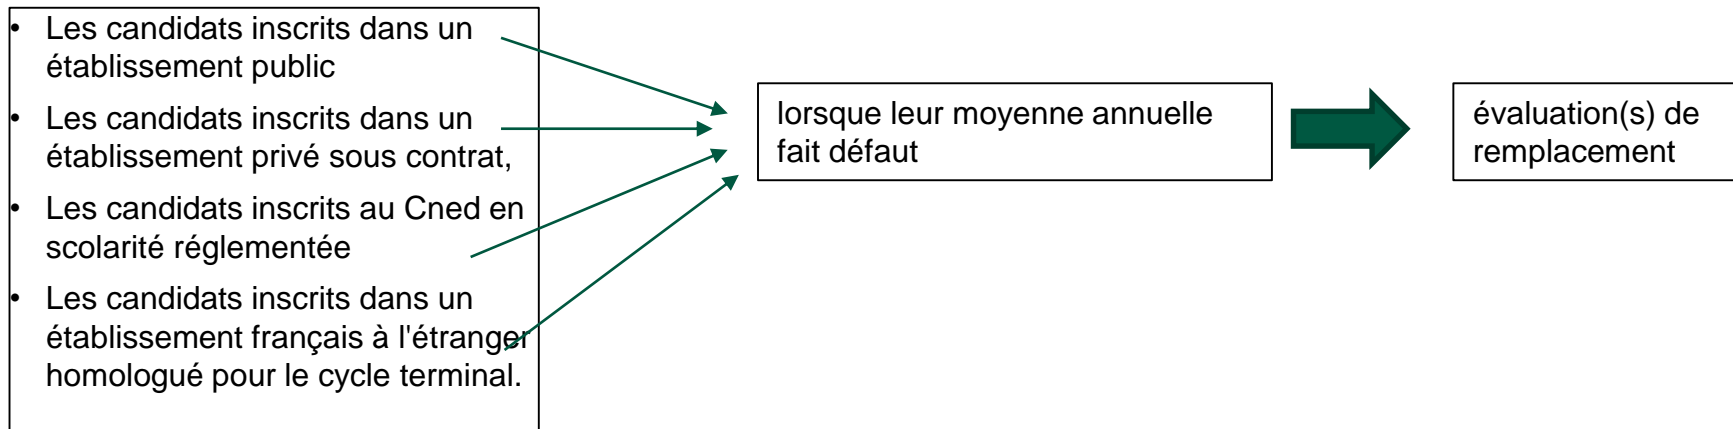 • Les candidats inscrits dans un
établissement public
• Les candidats inscrits dans un
établissement privé sous contrat,
• Les candidats inscrits au Cned en
scolarité réglementée
• Les candidats inscrits dans un
établissement français à l'étranger
homologué pour le cycle terminal.
lorsque leur moyenne annuelle
fait défaut
évaluation(s) de
remplacement